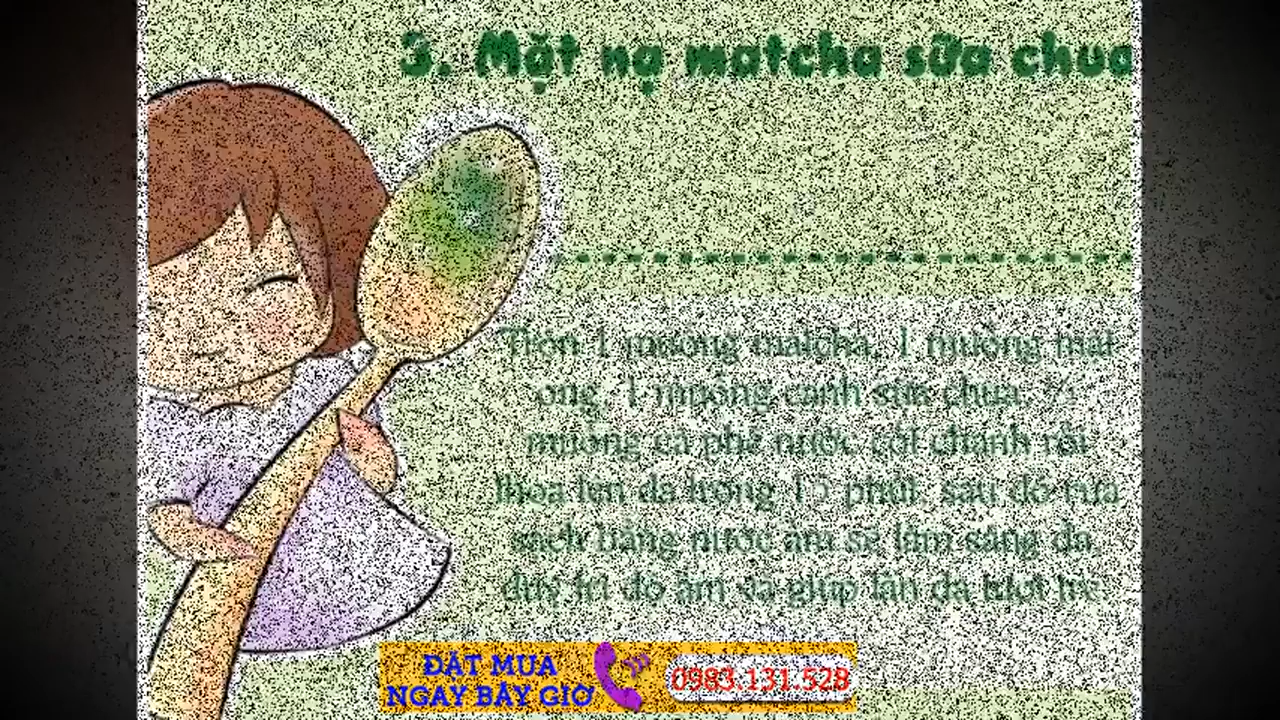 3. Mặt nạ matcha sữa chua
Trộn 1 muỗng matcha, 1 muỗng mật
ong, 1 muỗng canh sữa chua,
muỗng cà phê nước cốt chanh rồi
thoa lên da khoảng 15 phút, sau đó rửa
sạch bằng nước ấm sẽ làm sáng da,
duy trì độ ẩm và giúp làn da tươi trẻ.
ĐẶT MUA
NGAY BÂY GIỜ
0983.131.528